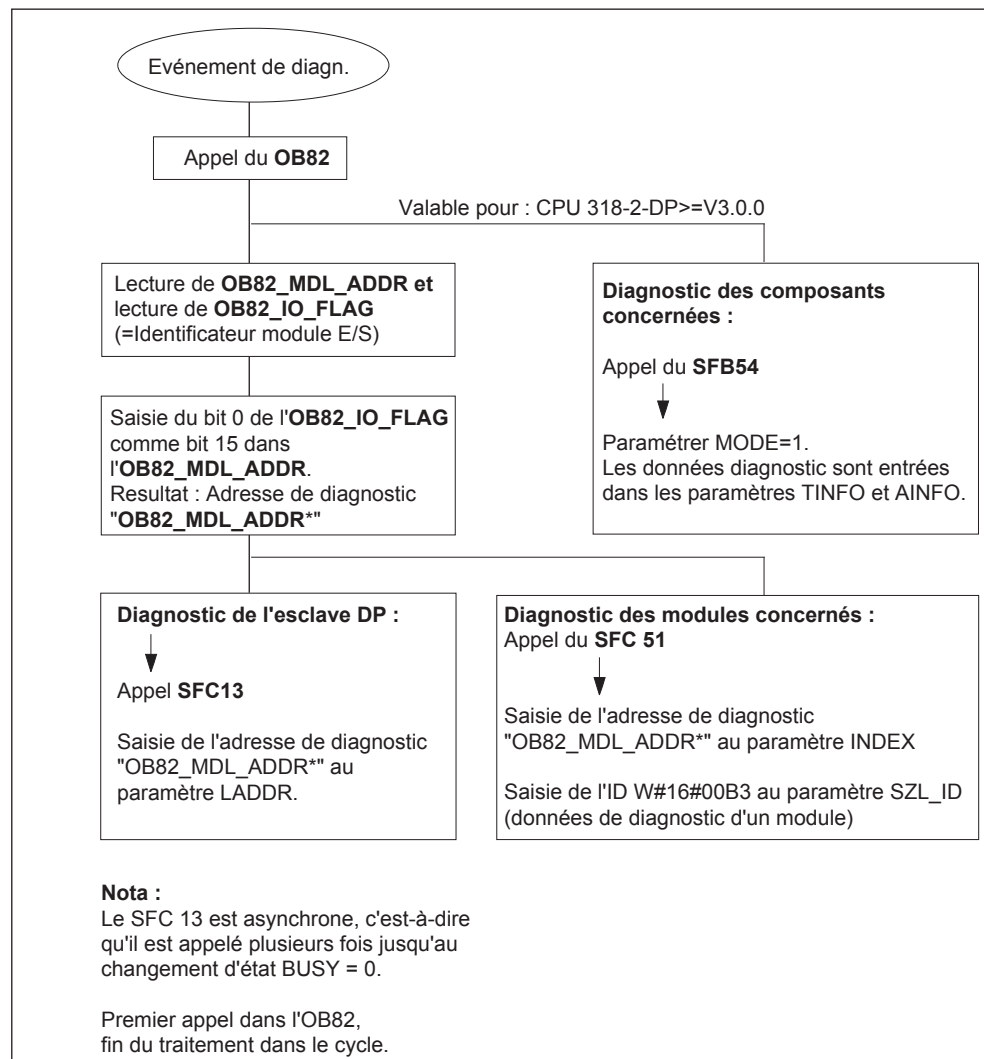 Evénement de diagn.
Appel du OB82
Valable pour : CPU 318-2-DP>=V3.0.0
Lecture de OB82_MDL_ADDR et
lecture de OB82_IO_FLAG
(=Identificateur module E/S)
Diagnostic des composants
concernées :
Appel du SFB54
Paramétrer MODE=1.
Les données diagnostic sont entrées
dans les paramètres TINFO et AINFO.
Saisie du bit 0 de l'OB82_IO_FLAG
comme bit 15 dans
l'OB82_MDL_ADDR.
Resultat : Adresse de diagnostic
"OB82_MDL_ADDR*"
Diagnostic de l'esclave DP :
Appel SFC13
Saisie de l'adresse de diagnostic
"OB82_MDL_ADDR*" au
paramètre LADDR.
Diagnostic des modules concernés :
Appel du SFC 51
Saisie de l'adresse de diagnostic
"OB82_MDL_ADDR*" au paramètre INDEX
Saisie de l'ID W#16#00B3 au paramètre SZL_ID
(données de diagnostic d'un module)
Nota :
Le SFC 13 est asynchrone, c'est-à-dire
qu'il est appelé plusieurs fois jusqu'au
changement d'état BUSY = 0.
Premier appel dans l'OB82,
fin du traitement dans le cycle.